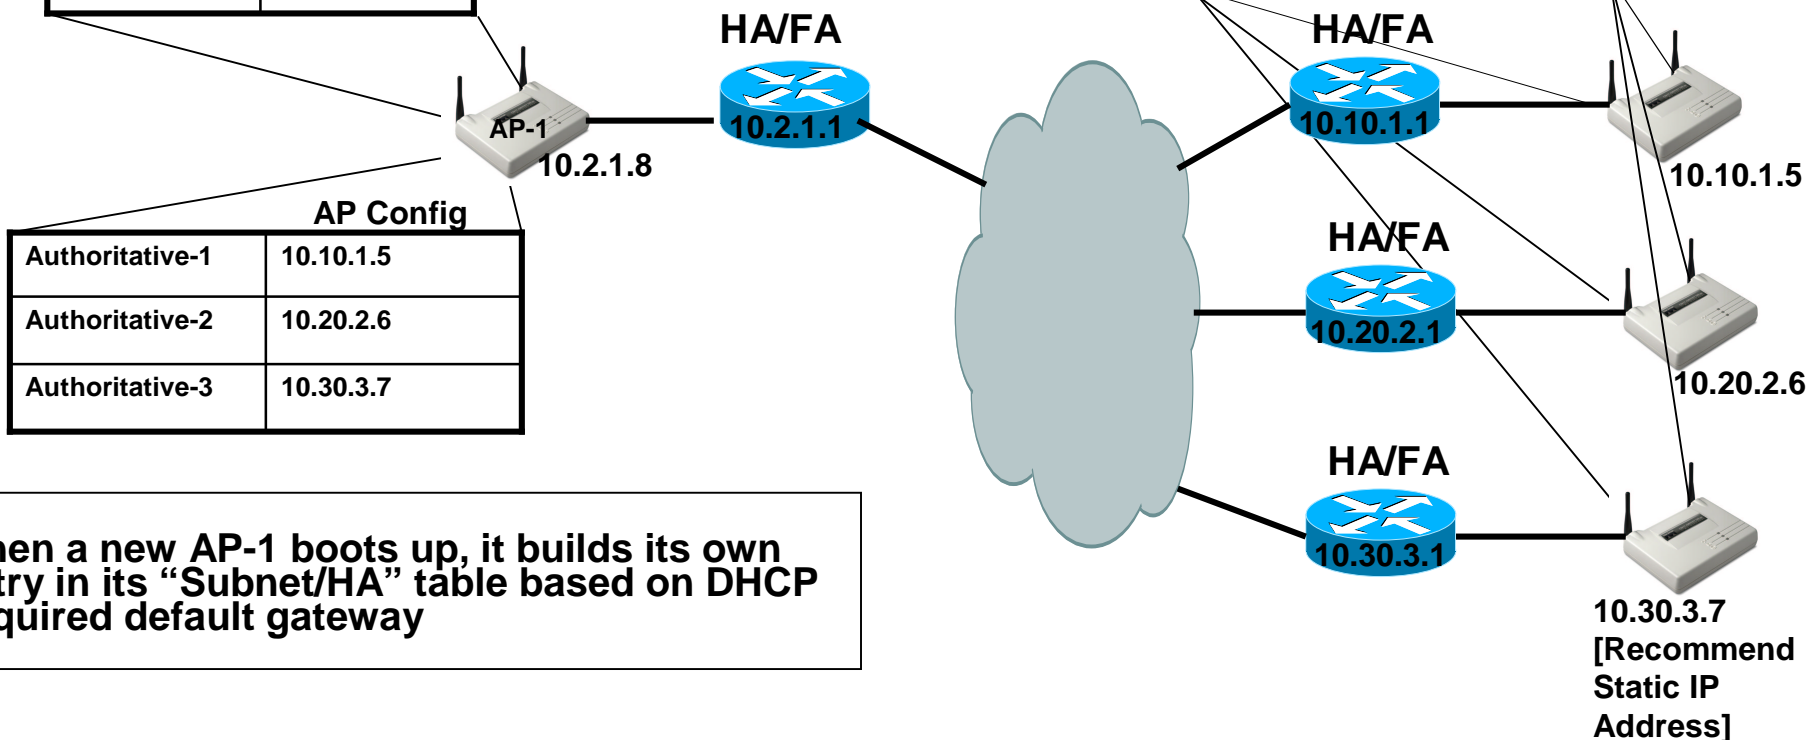 HA/FA
HA/FA
AP-1
10.2.1.1
10.10.1.1
10.2.1.8
10.10.1.5
AP Config
Authoritative-1 10.10.1.5
Authoritative-2 10.20.2.6
Authoritative-3 10.30.3.7
HA/FA
10.20.2.1
10.20.2.6
HA/FA
10.30.3.1
10.30.3.7
[Recommend
Static IP
Address]
a new AP-1 boots up, it builds its own
in its “Subnet/HA” table based on DHCP
default gateway